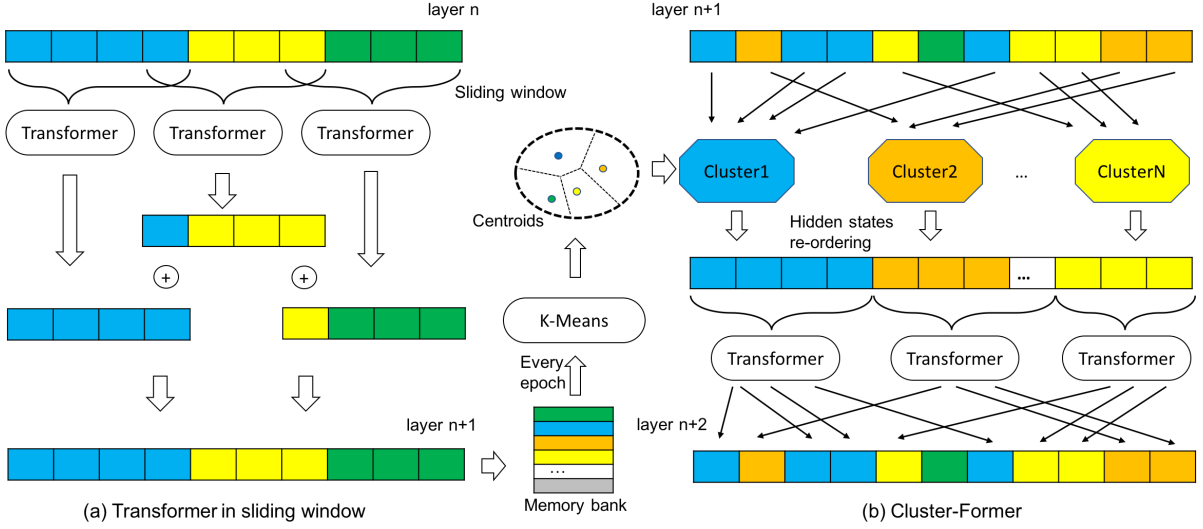 layer n
layer n+1
Sliding window
Transformer
Transformer
Transformer
+
+
layer n+1
(a) Transformer in sliding window
Centroids
K-Means
Every
epoch
...
Memory bank
Cluster1
Cluster2
...
ClusterN
Hidden states
re-ordering
...
Transformer
Transformer
Transformer
layer n+2
(b) Cluster-Former